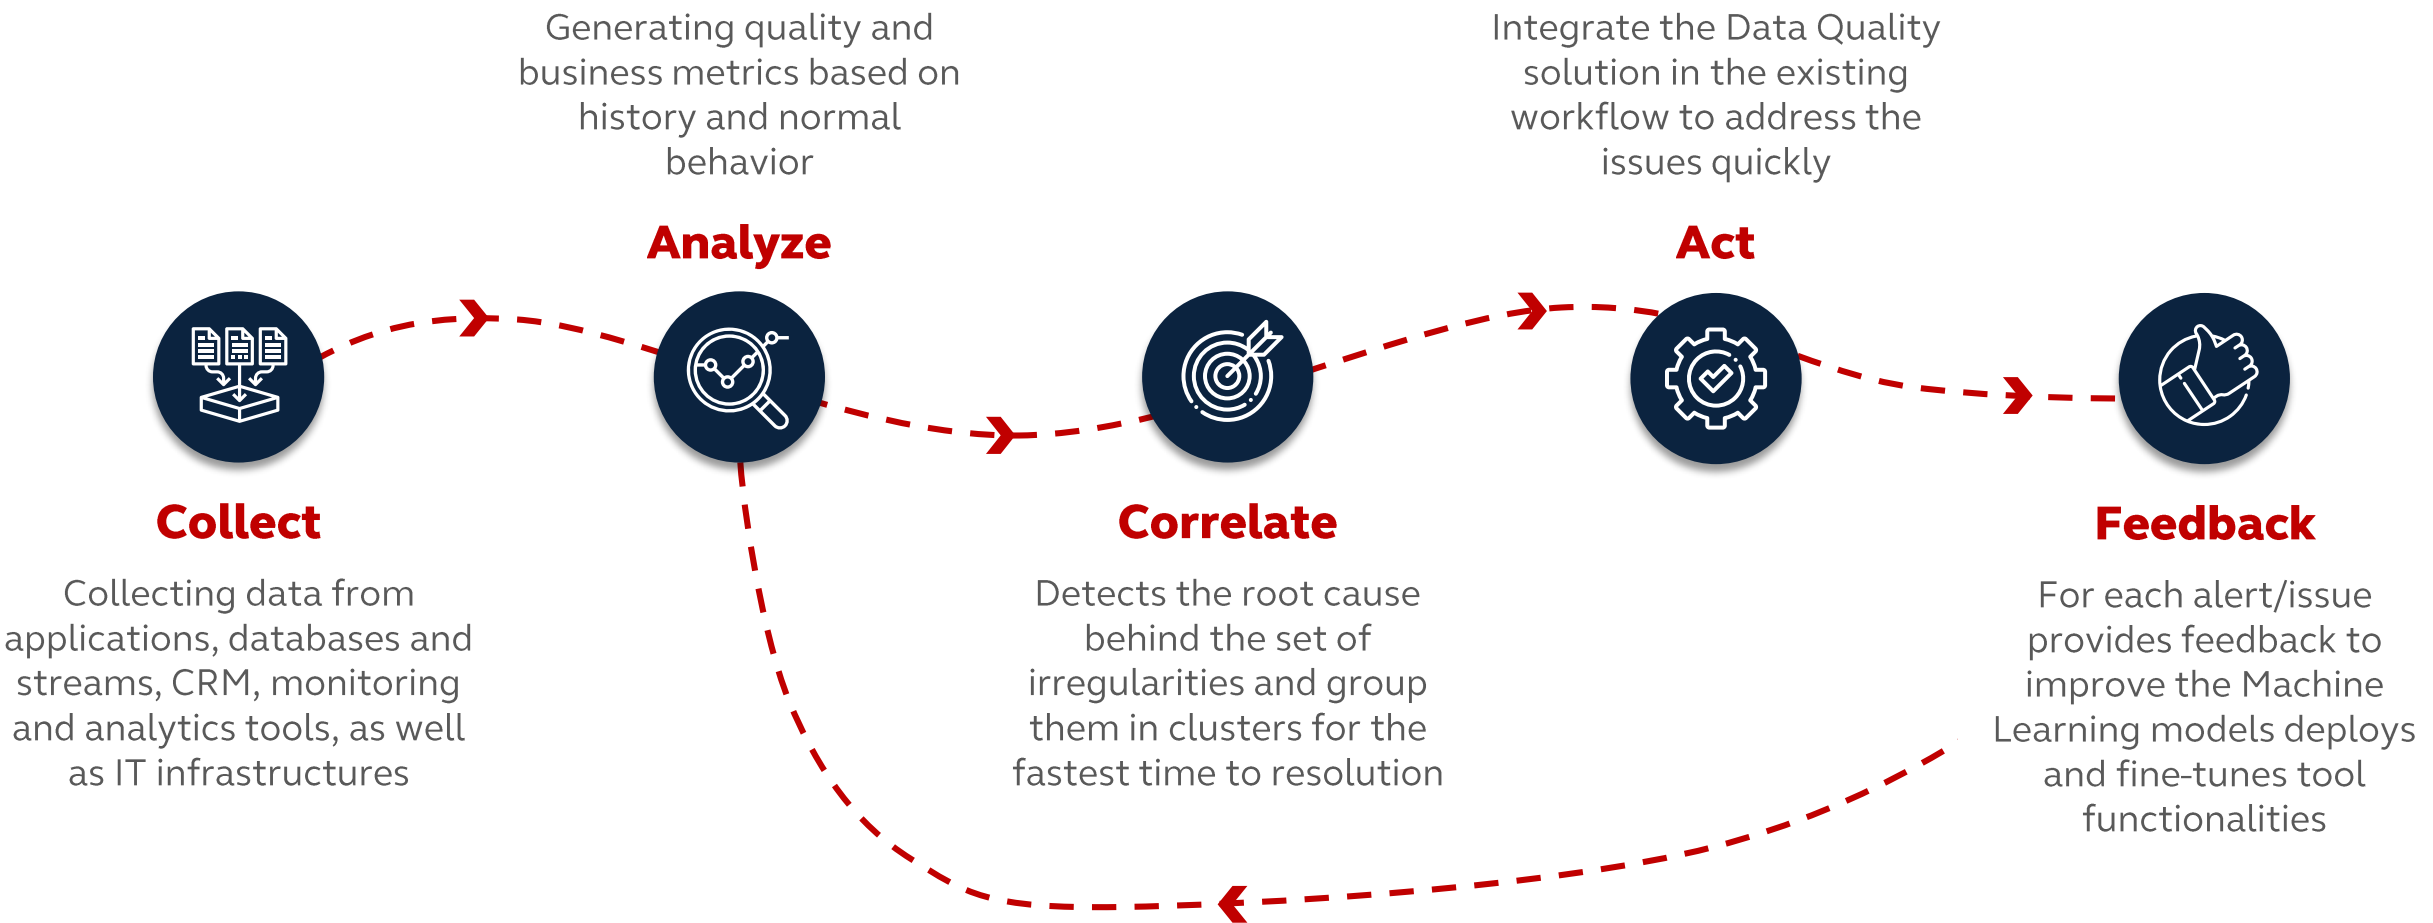 Generating quality and
business metrics based on
history and normal
behavior
Analyze
Integrate the Data Quality
solution in the existing
workflow to address the
issues quickly
Act
Collect
Collecting data from
applications, databases and
streams, CRM, monitoring
and analytics tools, as well
as IT infrastructures
Correlate
Detects the root cause
behind the set of
irregularities and group
them in clusters for the
fastest time to resolution
Feedback
For each alert/issue
provides feedback to
improve the Machine
Learning models deploys
and fine-tunes tool
functionalities